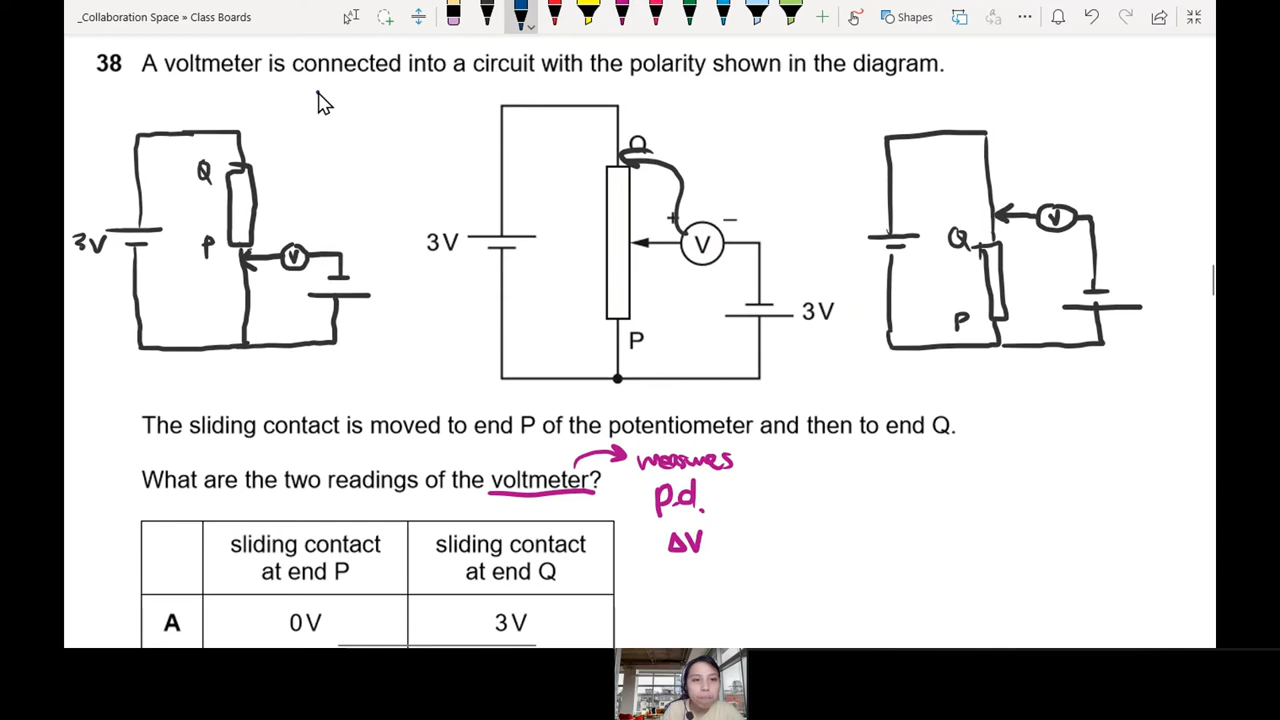 _Collaboration Space » Class Boards
Shapes
38 A voltmeter is connected into a circuit with the polarity shown in the diagram.
Q
P
3V
V
3V
Q
P
+
–
V
3V
Q
P
V
The sliding contact is moved to end P of the potentiometer and then to end Q.
What are the two readings of the voltmeter?
measures
p.d.
ΔV
sliding contact at end P
sliding contact at end Q
A 0V 3V